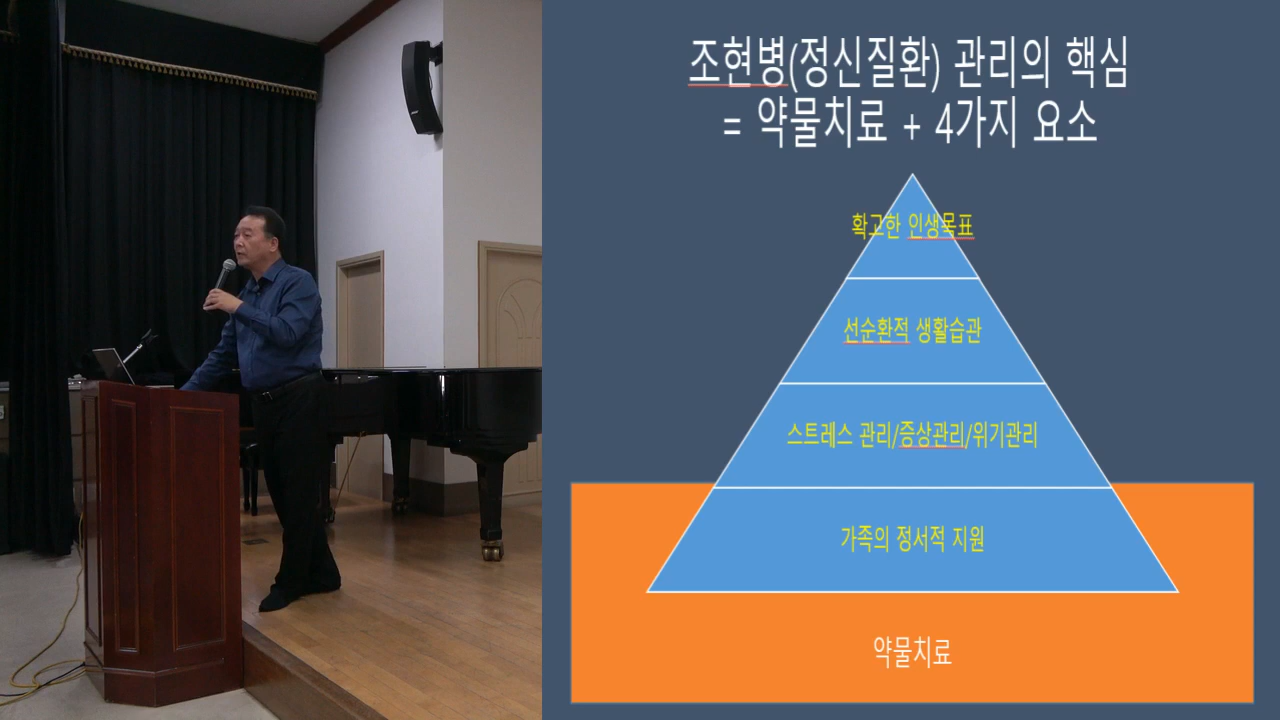 조현병(정신질환) 관리의 핵심
= 약물치료 + 4가지 요소
확고한 인생목표
선순환적 생활습관
스트레스 관리/증상관리/위기관리
가족의 정서적 지원
약물치료